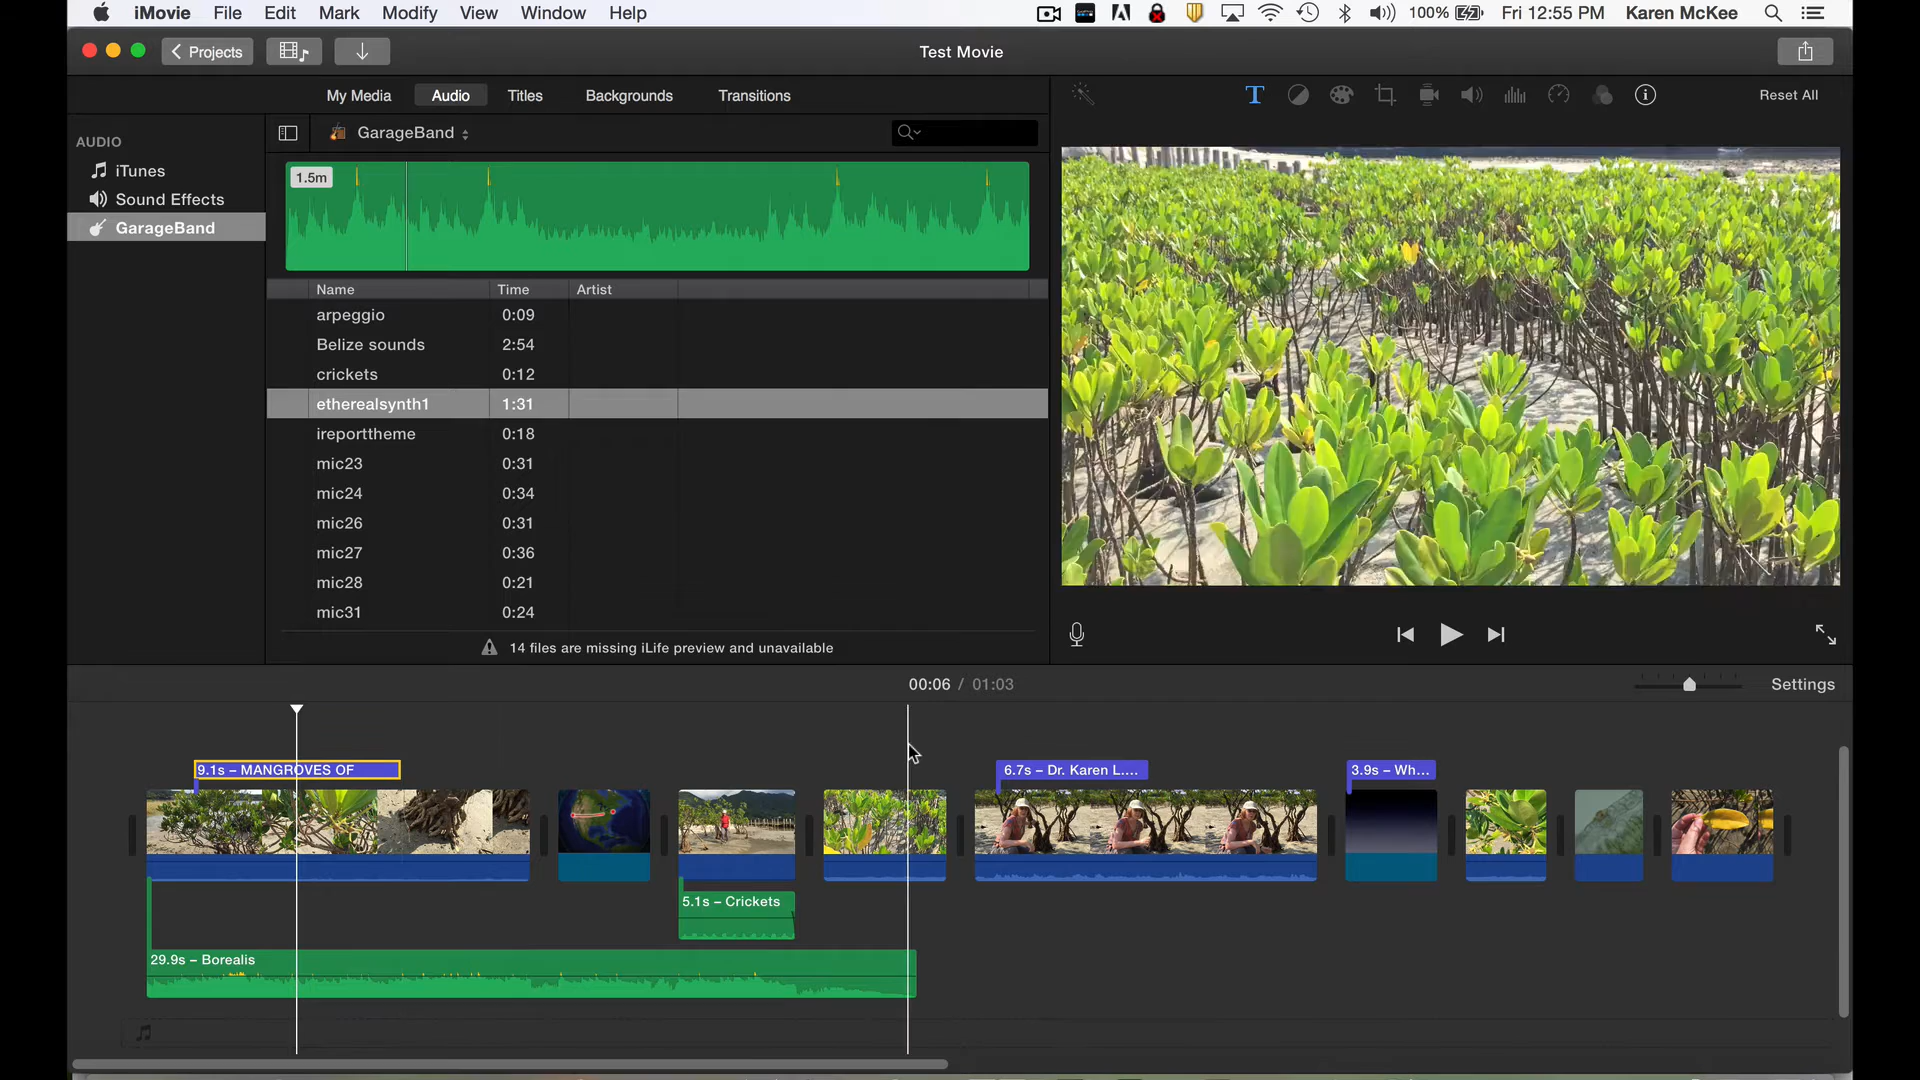 iMovie File Edit Mark Modify View Window Help 100% Fri 12:55 PM Karen McKee
Projects Test Movie
My Media Audio Titles Backgrounds Transitions Reset All
AUDIO
iTunes
Sound Effects
GarageBand
GarageBand
1.5m
Name Time Artist
arpeggio 0:09
Belize sounds 2:54
crickets 0:12
etherealsynth1 1:31
ireporttheme 0:18
mic23 0:31
mic24 0:34
mic26 0:31
mic27 0:36
mic28 0:21
mic31 0:24
14 files are missing iLife preview and unavailable
00:06 / 01:03 Settings
9.1s – MANGROVES OF
6.7s – Dr. Karen L....
3.9s – Wh...
5.1s – Crickets
29.9s – Borealis